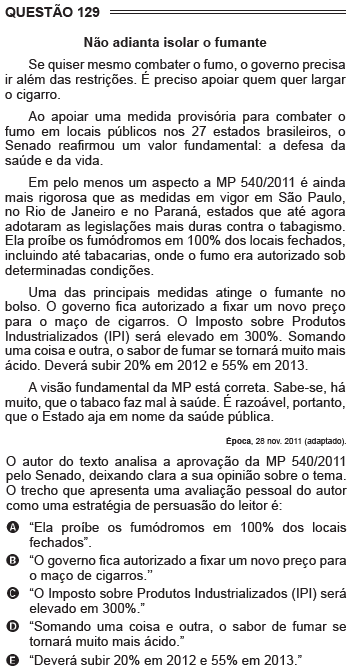 QUESTÃO 129
Não adianta isolar o fumante
Se quiser mesmo combater o fumo, o governo precisa
ir além das restrições. É preciso apoiar quem quer largar
o cigarro.
Ao apoiar uma medida provisória para combater o
fumo em locais públicos nos 27 estados brasileiros, o
Senado reafirmou um valor fundamental: a defesa da
saúde e da vida.
Em pelo menos um aspecto a MP 540/2011 é ainda
mais rigorosa que as medidas em vigor em São Paulo,
no Rio de Janeiro e no Paraná, estados que até agora
adotaram as legislações mais duras contra o tabagismo.
Ela proíbe os fumódromos em 100% dos locais fechados,
incluindo até tabacarias, onde o fumo era autorizado sob
determinadas condições.
Uma das principais medidas atinge o fumante no
bolso. O governo fica autorizado a fixar um novo preço
para o maço de cigarros. O Imposto sobre Produtos
Industrializados (IPI) será elevado em 300%. Somando
uma coisa e outra, o sabor de fumar se tornará muito mais
ácido. Deverá subir 20% em 2012 e 55% em 2013.
A visão fundamental da MP está correta. Sabe-se, há
muito, que o tabaco faz mal à saúde. É razoável, portanto,
que o Estado aja em nome da saúde pública.
Época, 28 nov. 2011 (adaptado).
O autor do texto analisa a aprovação da MP 540/2011
pelo Senado, deixando clara a sua opinião sobre o tema.
O trecho que apresenta uma avaliação pessoal do autor
como uma estratégia de persuasão do leitor é:
A "Ela proíbe os fumódromos em 100% dos locais
fechados".
B "O governo fica autorizado a fixar um novo preço para
o maço de cigarros."
C "O Imposto sobre Produtos Industrializados (IPI) será
elevado em 300%."
D "Somando uma coisa e outra, o sabor de fumar se
tornará muito mais ácido."
E "Deverá subir 20% em 2012 e 55% em 2013."